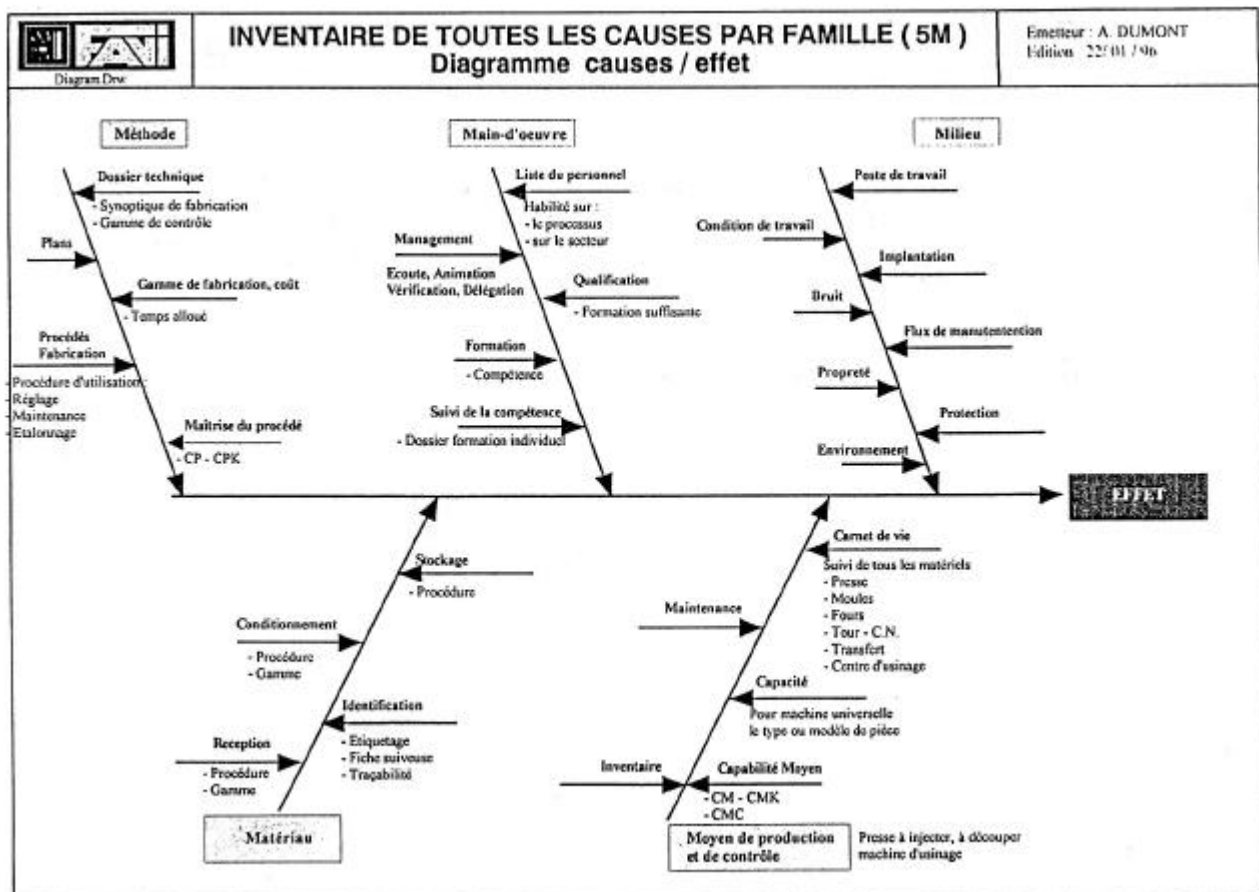 INVENTAIRE DE TOUTES LES CAUSES PAR FAMILLE ( 5M )
Diagramme causes / effet
Emetteur : A. DUMONT
Edition 22/ 01 / 96
Diagram.Drw
Méthode
Dossier technique
- Synoptique de fabrication
- Gamme de contrôle
Plans
Gamme de fabrication, coût
- Temps alloué
Procédés
Fabrication
- Procédure d'utilisation :
- Réglage
- Maintenance
- Etalonnage
Maîtrise du procédé
- CP - CPK
Main-d'oeuvre
Liste du personnel
Habilité sur :
- le processus
- sur le secteur
Management
Ecoute, Animation
Vérification, Délégation
Qualification
- Formation suffisante
Formation
- Compétence
Suivi de la compétence
- Dossier formation individuel
Milieu
Poste de travail
Condition de travail
Implantation
Bruit
Flux de manutentention
Propreté
Protection
Environnement
EFFET
Stockage
- Procédure
Conditionnement
- Procédure
- Gamme
Identification
- Etiquetage
- Fiche suiveuse
- Traçabilité
Reception
- Procédure
- Gamme
Matériau
Carnet de vie
Suivi de tous les matériels
- Presse
- Moules
- Fours
- Tour - C.N.
- Transfert
- Centre d'usinage
Maintenance
Capacité
Pour machine universelle
le type ou modèle de pièce
Inventaire
Capabilité Moyen
- CM - CMK
- CMC
Moyen de production
et de contrôle
Presse à injecter, à découper
machine d'usinage